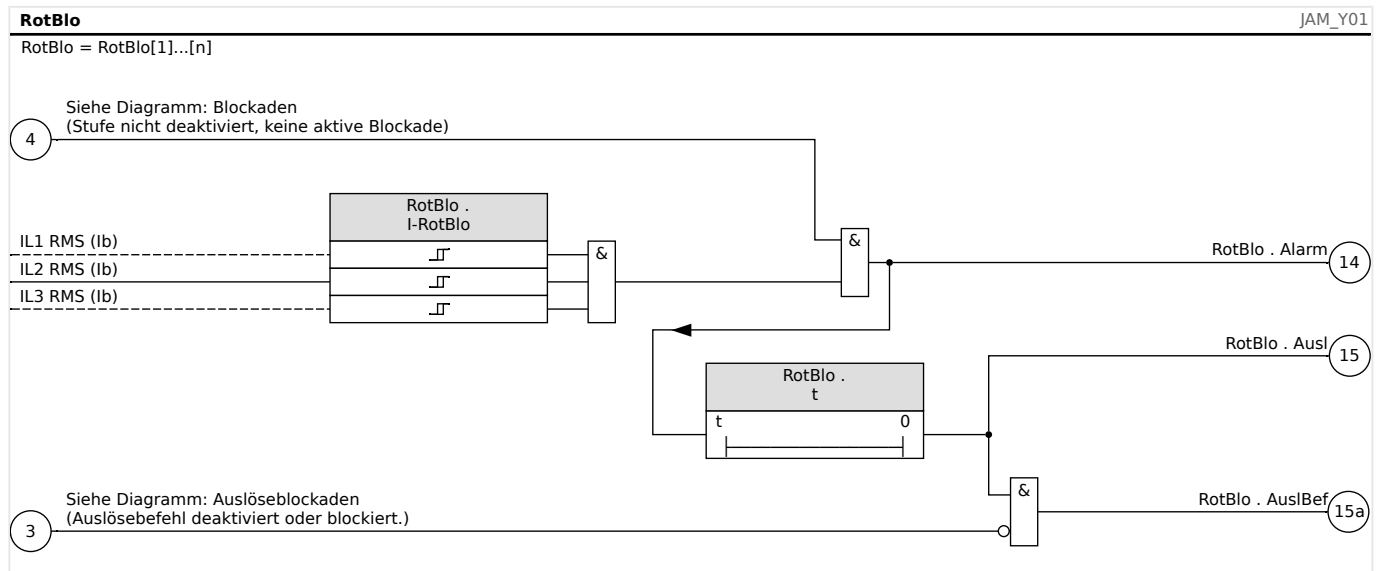 RotBlo
JAM_Y01
RotBlo = RotBlo[1]...[n]
Siehe Diagramm: Blockaden
(Stufe nicht deaktiviert, keine aktive Blockade)
4
RotBlo .
I-RotBlo
IL1 RMS (Ib)
IL2 RMS (Ib)
IL3 RMS (Ib)
&
&
RotBlo . Alarm
14
RotBlo . Ausl
15
RotBlo .
t
t 0
Siehe Diagramm: Auslöseblockaden
(Auslösebefehl deaktiviert oder blockiert.)
3
&
RotBlo . AuslBef
15a